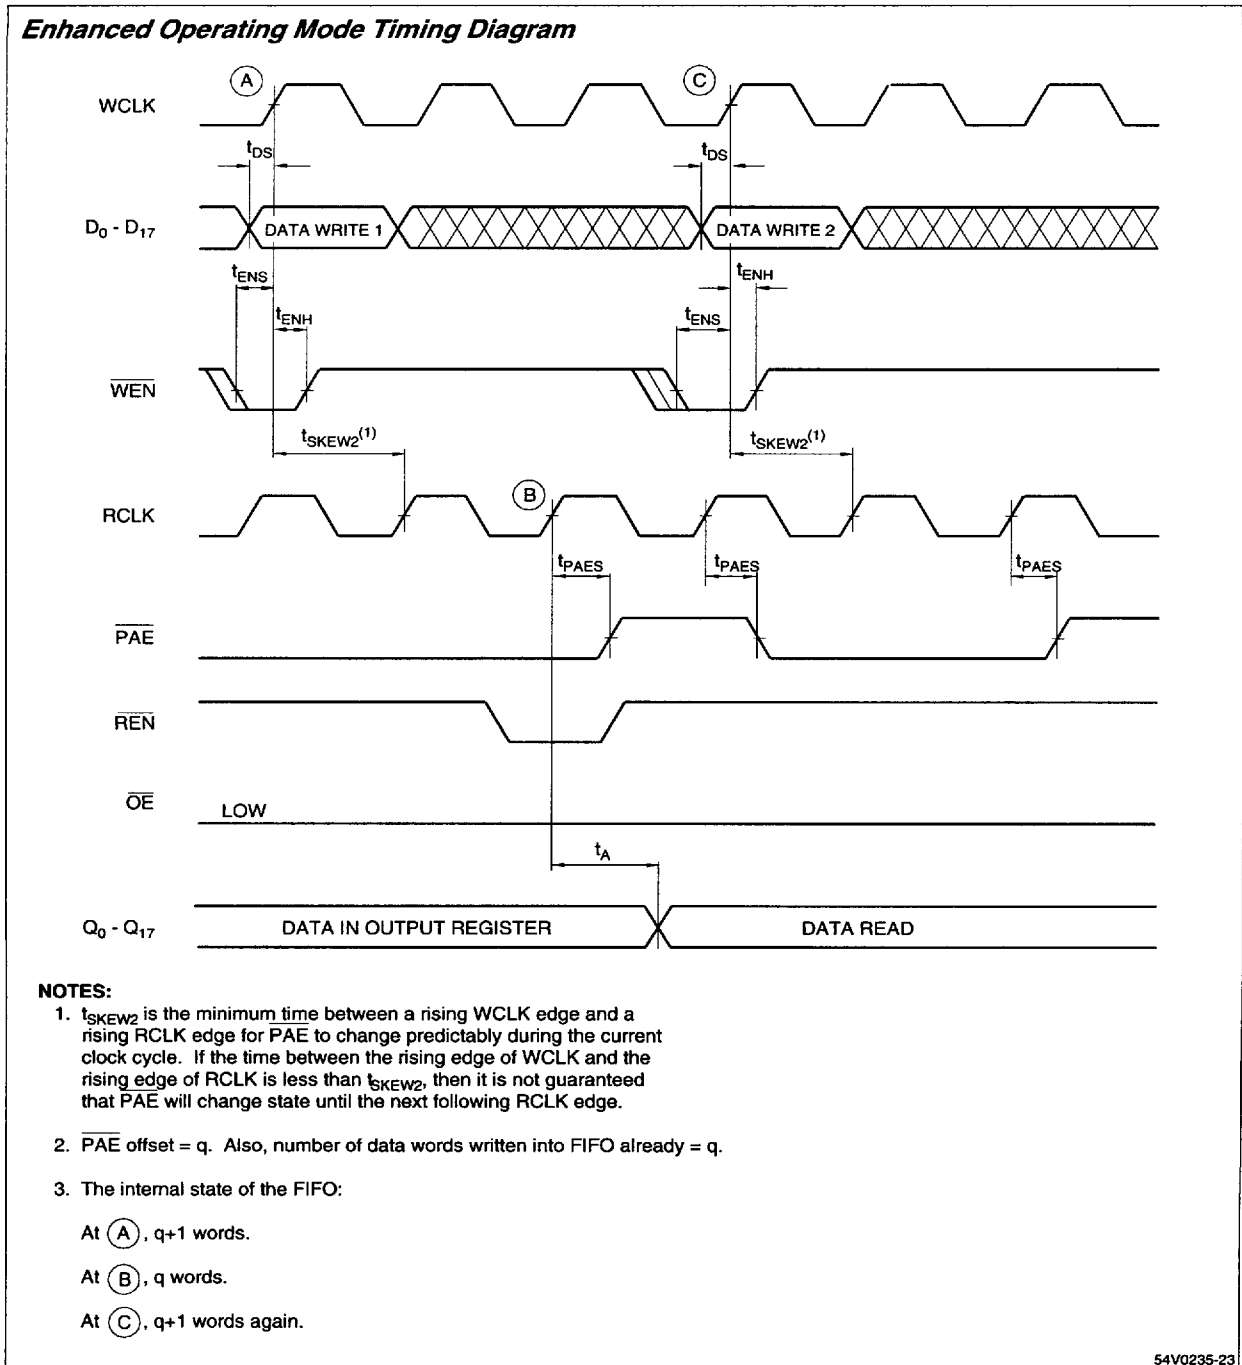 Enhanced Operating Mode Timing Diagram
A
C
WCLK
tDS
tDS
D0 - D17
DATA WRITE 1
DATA WRITE 2
tENS
tENH
tENH
tENS
WEN
tSKEW2(1)
tSKEW2(1)
B
RCLK
tPAES
tPAES
tPAES
PAE
REN
OE
LOW
tA
Q0 - Q17
DATA IN OUTPUT REGISTER
DATA READ
NOTES:
1. tSKEW2 is the minimum time between a rising WCLK edge and a
rising RCLK edge for PAE to change predictably during the current
clock cycle. If the time between the rising edge of WCLK and the
rising edge of RCLK is less than tSKEW2, then it is not guaranteed
that PAE will change state until the next following RCLK edge.
2. PAE offset = q. Also, number of data words written into FIFO already = q.
3. The internal state of the FIFO:
At A, q+1 words.
At B, q words.
At C, q+1 words again.
54V0235-23